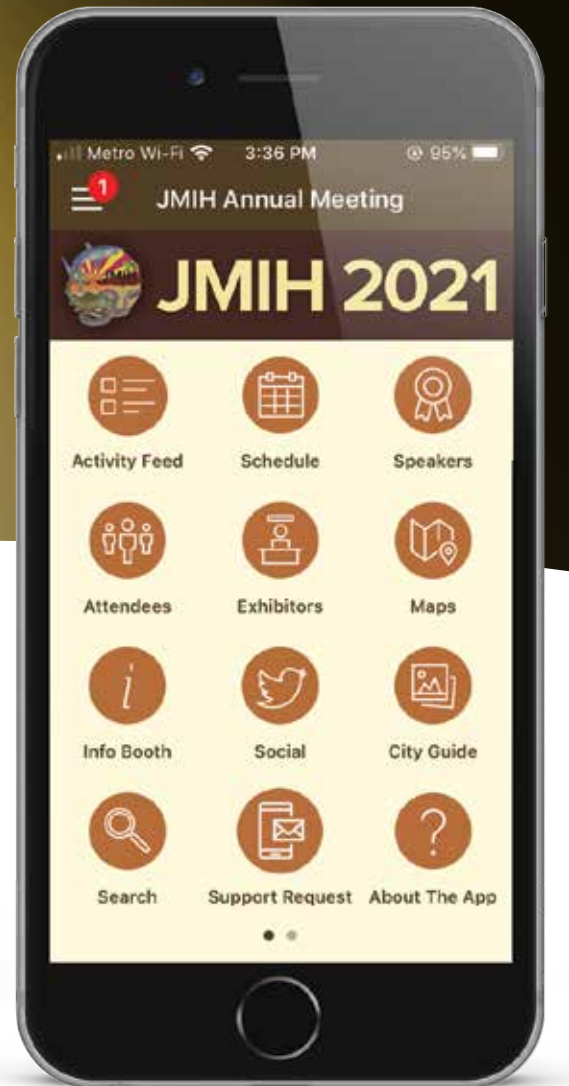 Metro Wi-Fi 3:36 PM 95%
1
JMIH Annual Meeting
JMIH 2021
Activity Feed Schedule Speakers
Attendees Exhibitors Maps
i
Info Booth Social City Guide
?
Search Support Request About The App